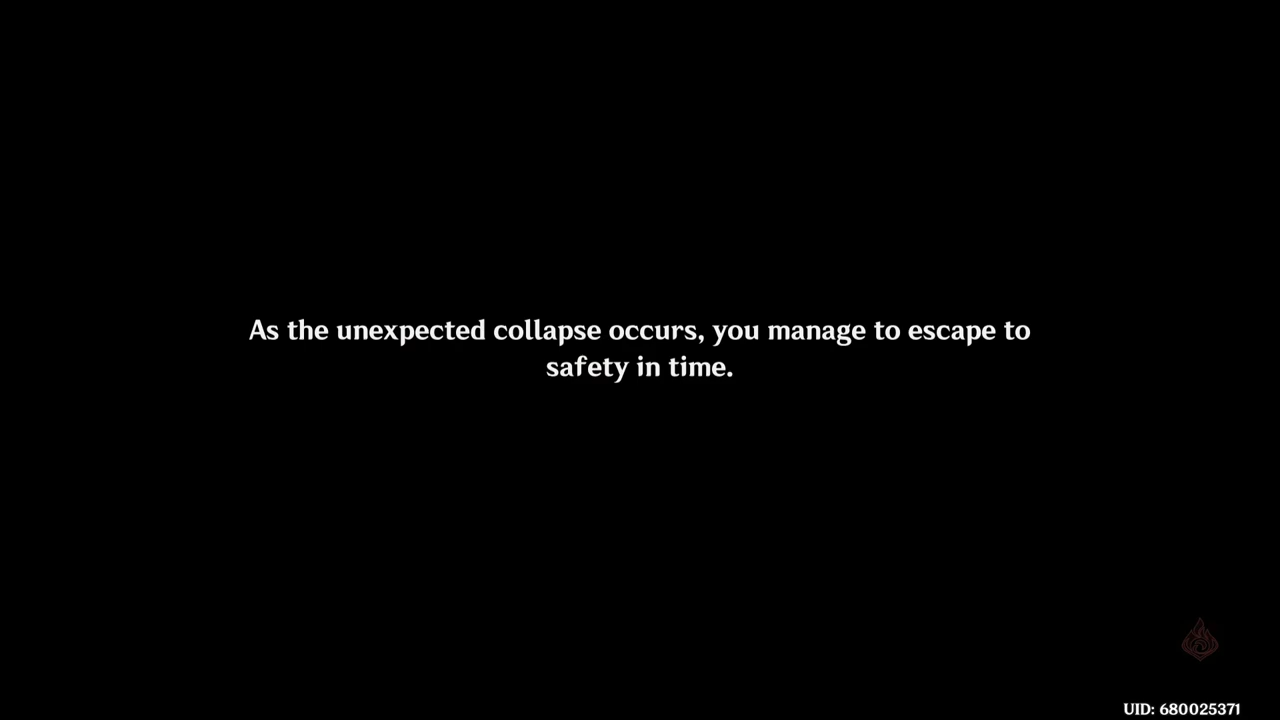 As the unexpected collapse occurs, you manage to escape to
safety in time.
UID: 680025371